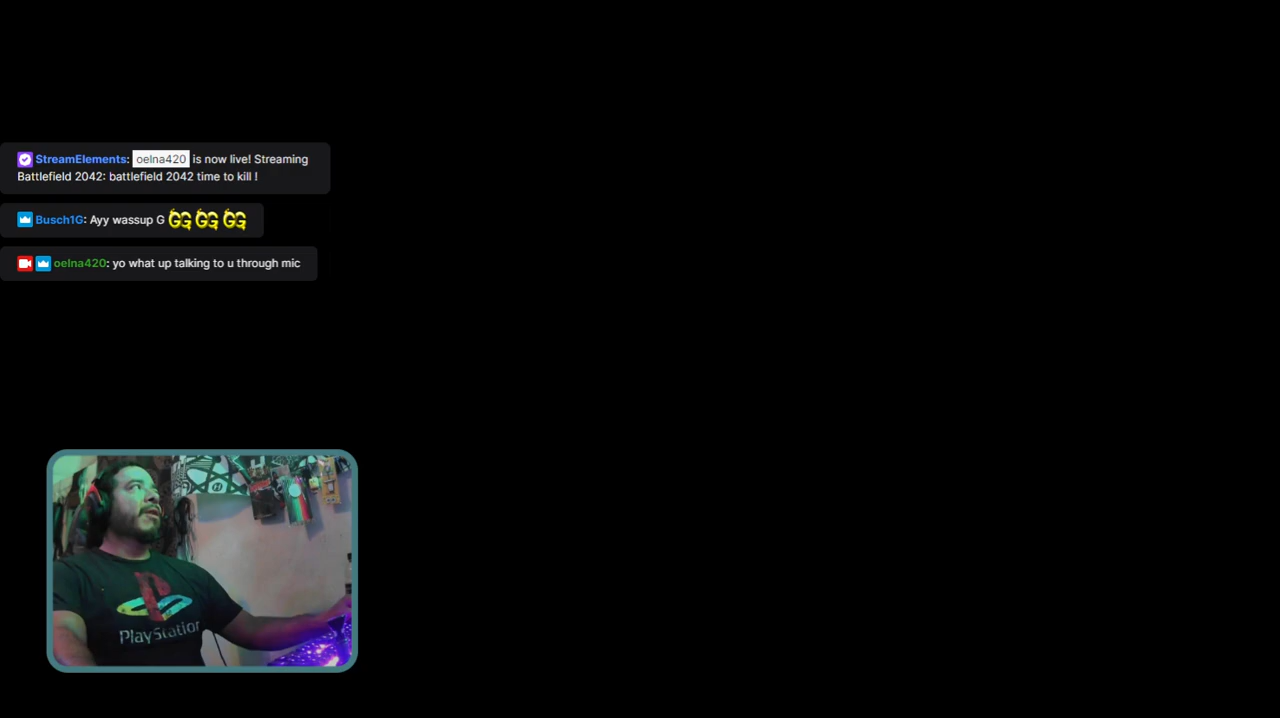 StreamElements: oelna420 is now live! Streaming
Battlefield 2042: battlefield 2042 time to kill !
Busch1G: Ayy wassup G GG GG GG
oelna420: yo what up talking to u through mic
PlayStation